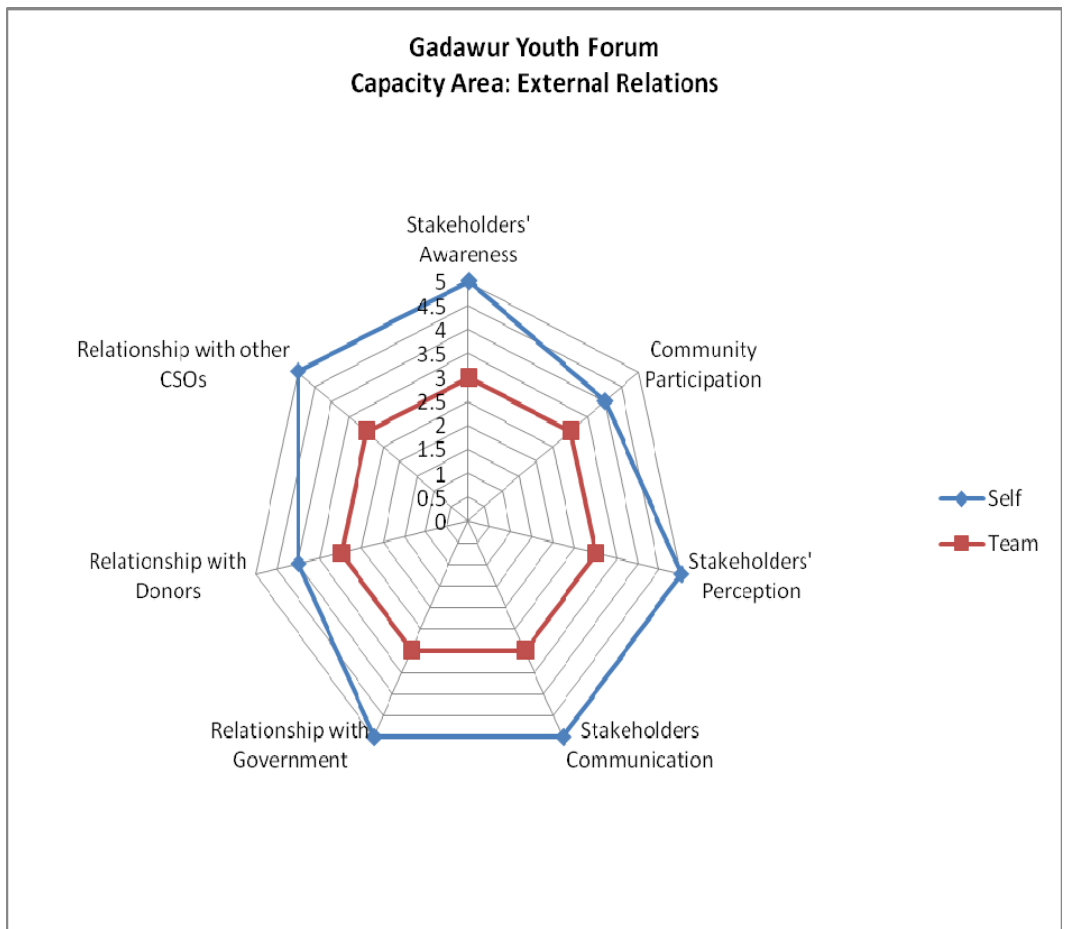 Gadawur Youth Forum
Capacity Area: External Relations
Stakeholders'
Awareness
5
4.5
4
3.5
3
2.5
2
1.5
1
0.5
0
Community
Participation
Stakeholders'
Perception
Stakeholders
Communication
Relationship with
Government
Relationship with
Donors
Relationship with other
CSOs
Self
Team